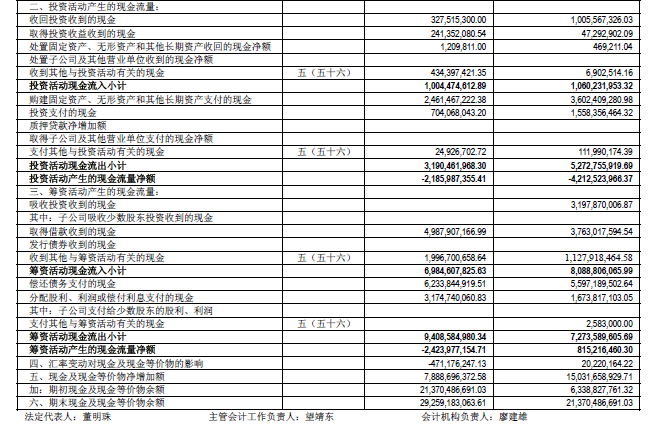 二、投资活动产生的现金流量：
收回投资收到的现金 327,515,300.00 1,005,567,326.03
取得投资收益收到的现金 241,352,080.54 47,292,902.09
处置固定资产、无形资产和其他长期资产收回的现金净额 1,209,811.00 469,211.04
处置子公司及其他营业单位收到的现金净额
收到其他与投资活动有关的现金 五（五十六） 434,397,421.35 6,902,514.16
投资活动现金流入小计 1,004,474,612.89 1,060,231,953.32
购建固定资产、无形资产和其他长期资产支付的现金 2,461,467,222.38 3,602,409,280.98
投资支付的现金 704,068,043.20 1,558,356,464.32
质押贷款净增加额
取得子公司及其他营业单位支付的现金净额
支付其他与投资活动有关的现金 五（五十六） 24,926,702.72 111,990,174.39
投资活动现金流出小计 3,190,461,968.30 5,272,755,919.69
投资活动产生的现金流量净额 -2,185,987,355.41 -4,212,523,966.37
三、筹资活动产生的现金流量：
吸收投资收到的现金 3,197,870,006.87
其中：子公司吸收少数股东投资收到的现金
取得借款收到的现金 4,987,907,166.99 3,763,017,594.54
发行债券收到的现金
收到其他与筹资活动有关的现金 五（五十六） 1,996,700,658.64 1,127,918,464.58
筹资活动现金流入小计 6,984,607,825.63 8,088,806,065.99
偿还债务支付的现金 6,233,844,919.51 5,597,189,502.64
分配股利、利润或偿付利息支付的现金 3,174,740,060.83 1,673,817,103.05
其中：子公司支付给少数股东的股利、利润
支付其他与筹资活动有关的现金 五（五十六） 2,583,000.00
筹资活动现金流出小计 9,408,584,980.34 7,273,589,605.69
筹资活动产生的现金流量净额 -2,423,977,154.71 815,216,460.30
四、汇率变动对现金及现金等价物的影响 -471,176,247.13 20,220,164.22
五、现金及现金等价物净增加额 7,888,696,372.58 15,031,658,929.71
加：期初现金及现金等价物余额 21,370,486,691.03 6,338,827,761.32
六、期末现金及现金等价物余额 29,259,183,063.61 21,370,486,691.03
法定代表人：董明珠 主管会计工作负责人：望靖东 会计机构负责人：廖建雄